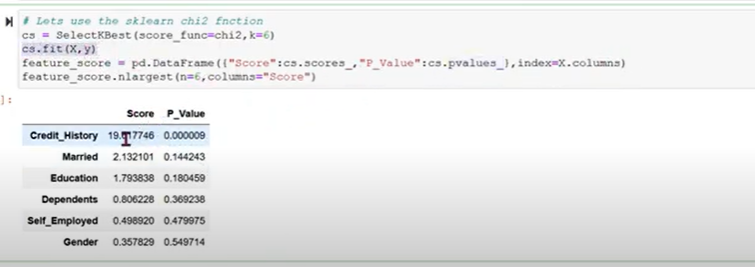 # Lets use the sklearn chi2 fnction
cs = SelectKBest(score_func=chi2,k=6)
cs.fit(X,y)
feature_score = pd.DataFrame({"Score":cs.scores_,"P_Value":cs.pvalues_},index=X.columns)
feature_score.nlargest(n=6,columns="Score")
]:
Score P_Value
Credit_History 0.000009
Married 2.132101 0.144243
Education 1.793838 0.180459
Dependents 0.806228 0.369238
Self_Employed 0.498920 0.479975
Gender 0.357829 0.549714